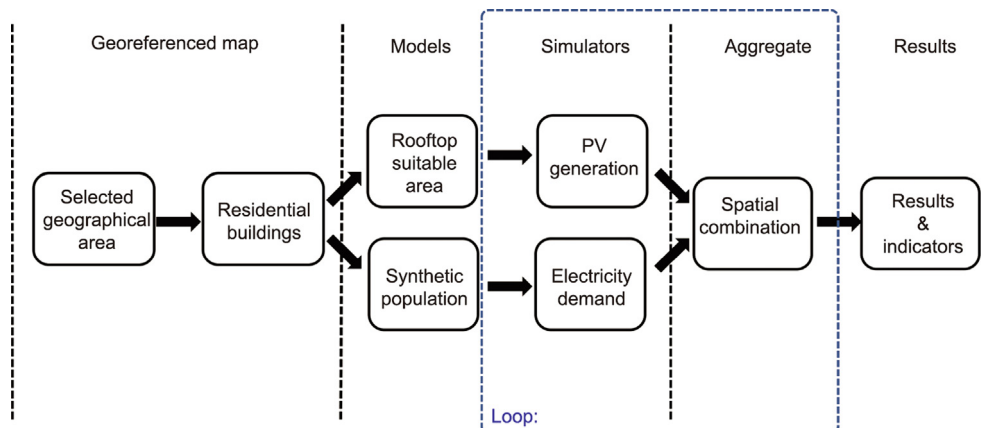 Georeferenced map
Models
Simulators
Aggregate
Results
Selected
geographical
area
Residential
buildings
Rooftop
suitable
area
Synthetic
population
PV
generation
Electricity
demand
Spatial
combination
Results
&
indicators
Loop: